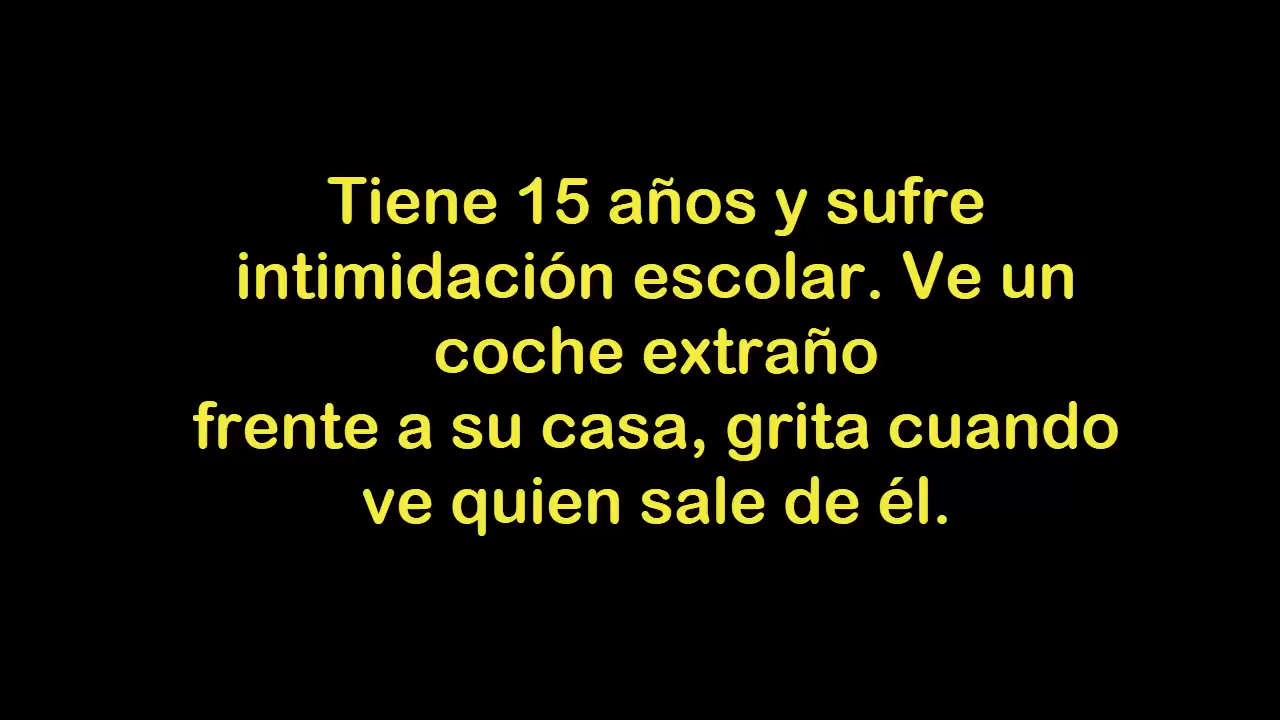 Tiene 15 años y sufre
intimidación escolar. Ve un
coche extraño
frente a su casa, grita cuando
ve quien sale de él.